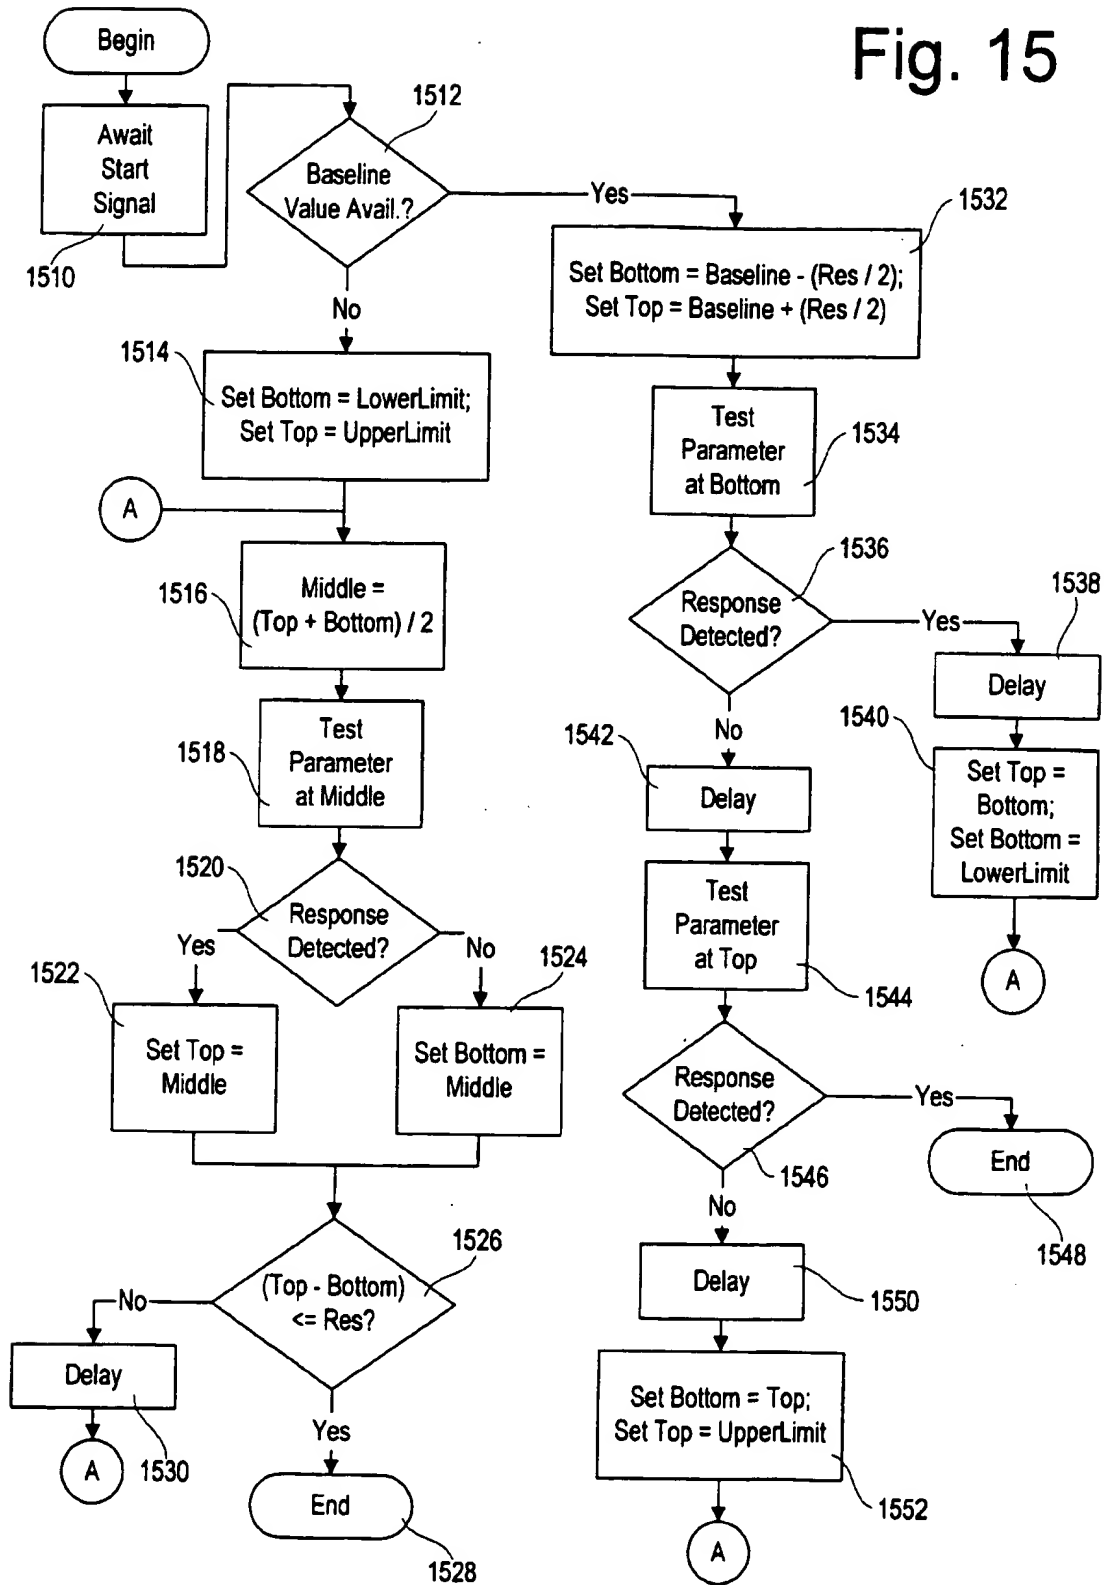 Fig. 15
Begin
Await
Start
Signal
1510
1512
Baseline
Value Avail.?
Yes
No
1514
Set Bottom = LowerLimit;
Set Top = UpperLimit
A
1516
Middle =
(Top + Bottom) / 2
1518
Test
Parameter
at Middle
1520
Response
Detected?
Yes
No
1522
Set Top =
Middle
1524
Set Bottom =
Middle
1526
(Top - Bottom)
<= Res?
No
Delay
1530
A
Yes
End
1528
1532
Set Bottom = Baseline - (Res / 2);
Set Top = Baseline + (Res / 2)
Test
Parameter
at Bottom
1534
1536
Response
Detected?
Yes
1538
Delay
1540
Set Top =
Bottom;
Set Bottom =
LowerLimit
A
No
1542
Delay
Test
Parameter
at Top
1544
Response
Detected?
1546
Yes
End
1548
No
Delay
1550
Set Bottom = Top;
Set Top = UpperLimit
1552
A